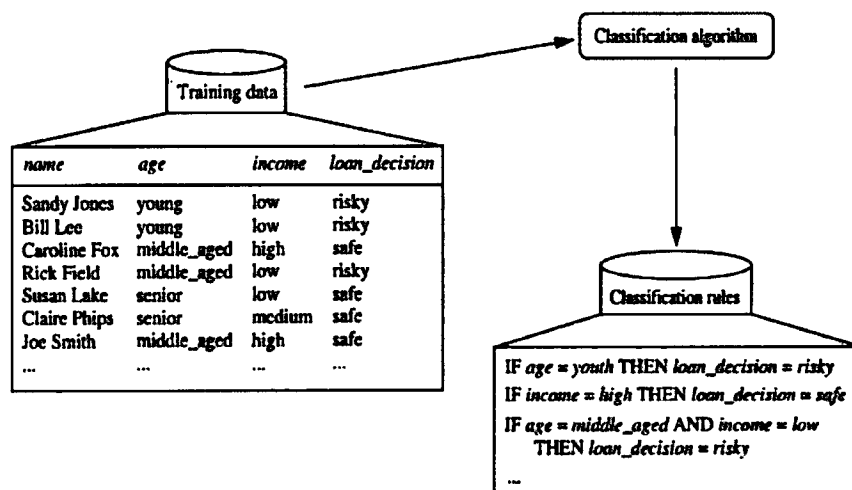 Classification algorithm
Training data
name age income loan_decision
Sandy Jones young low risky
Bill Lee young low risky
Caroline Fox middle_aged high safe
Rick Field middle_aged low risky
Susan Lake senior low safe
Claire Phips senior medium safe
Joe Smith middle_aged high safe
... ... ... ...
Classification rules
IF age = youth THEN loan_decision = risky
IF income = high THEN loan_decision = safe
IF age = middle_aged AND income = low
THEN loan_decision = risky
...